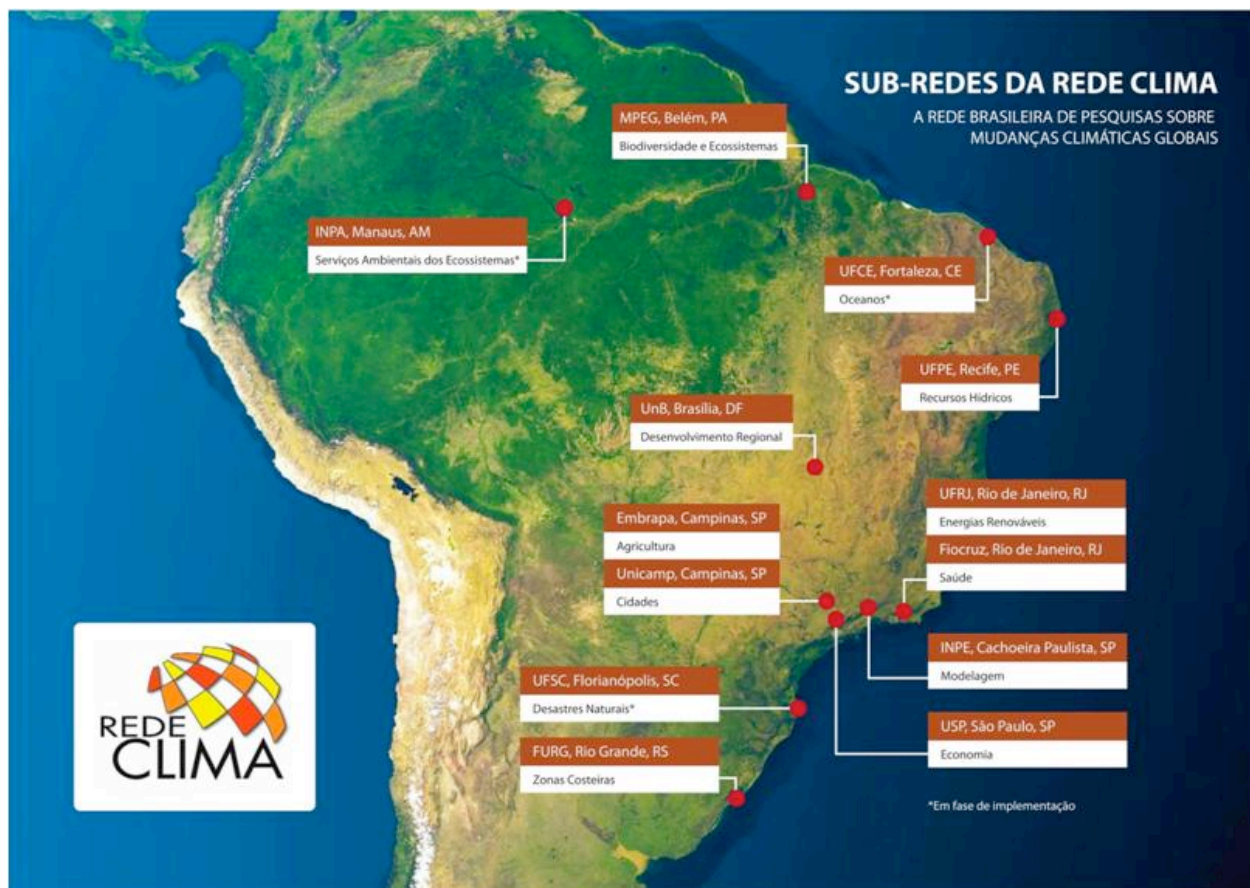 SUB-REDES DA REDE CLIMA
A REDE BRASILEIRA DE PESQUISAS SOBRE
MUDANÇAS CLIMÁTICAS GLOBAIS
MPEG, Belém, PA
Biodiversidade e Ecossistemas
INPA, Manaus, AM
Serviços Ambientais dos Ecossistemas*
UFCE, Fortaleza, CE
Oceanos*
UFPE, Recife, PE
Recursos Hídricos
UnB, Brasília, DF
Desenvolvimento Regional
UFRJ, Rio de Janeiro, RJ
Energias Renováveis
Fiocruz, Rio de Janeiro, RJ
Saúde
Embrapa, Campinas, SP
Agricultura
Unicamp, Campinas, SP
Cidades
INPE, Cachoeira Paulista, SP
Modelagem
USP, São Paulo, SP
Economia
UFSC, Florianópolis, SC
Desastres Naturais*
FURG, Rio Grande, RS
Zonas Costeiras
REDE
CLIMA
*Em fase de implementação